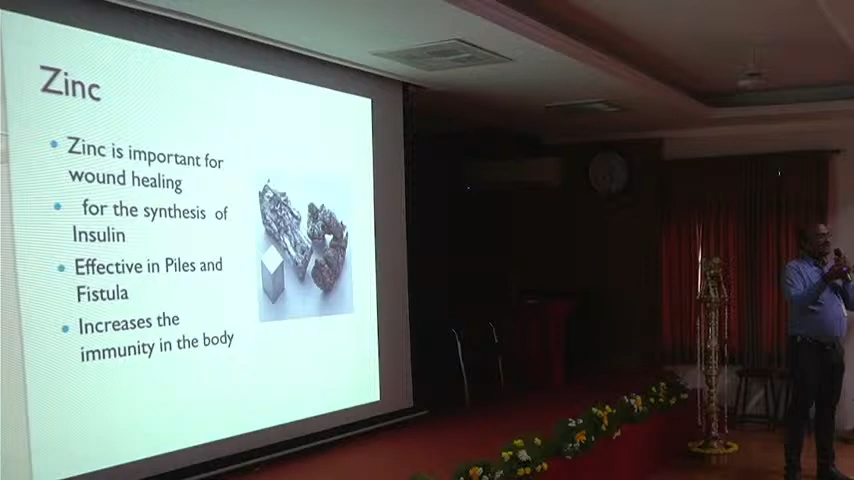 Zinc
• Zinc is important for
wound healing
• for the synthesis of
Insulin
• Effective in Piles and
Fistula
• Increases the
immunity in the body